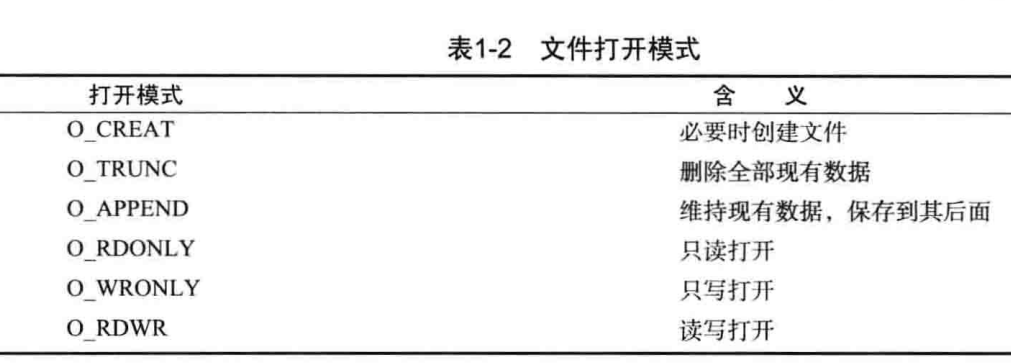 表1-2 文件打开模式
打开模式 含 义
O_CREAT 必要时创建文件
O_TRUNC 删除全部现有数据
O_APPEND 维持现有数据，保存到其后面
O_RDONLY 只读打开
O_WRONLY 只写打开
O_RDWR 读写打开